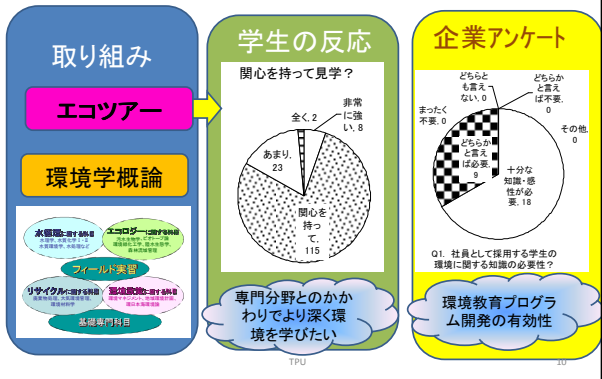 取り組み
エコツアー
環境学概論
水管理に関する科目
エコロジーに関する科目
フィールド実習
リサイクルに関する科目
環境政策に関する科目
基礎専門科目
学生の反応
関心を持って見学？
全く, 2
非常
に強
い, 8
あまり,
23
関心を
持っ
て,
115
専門分野とのかか
わりでより深く環
境を学びたい
企業アンケート
どちらと
も言え
ない, 0
どちらか
と言え
ば不要,
0
まったく
不要, 0
その他,
0
どちらか
と言え
ば必要,
9
十分な
知識・感
性が必
要, 18
Q1. 社員として採用する学生の
環境に関する知識の必要性？
環境教育プログラ
ム開発の有効性
TPU
10